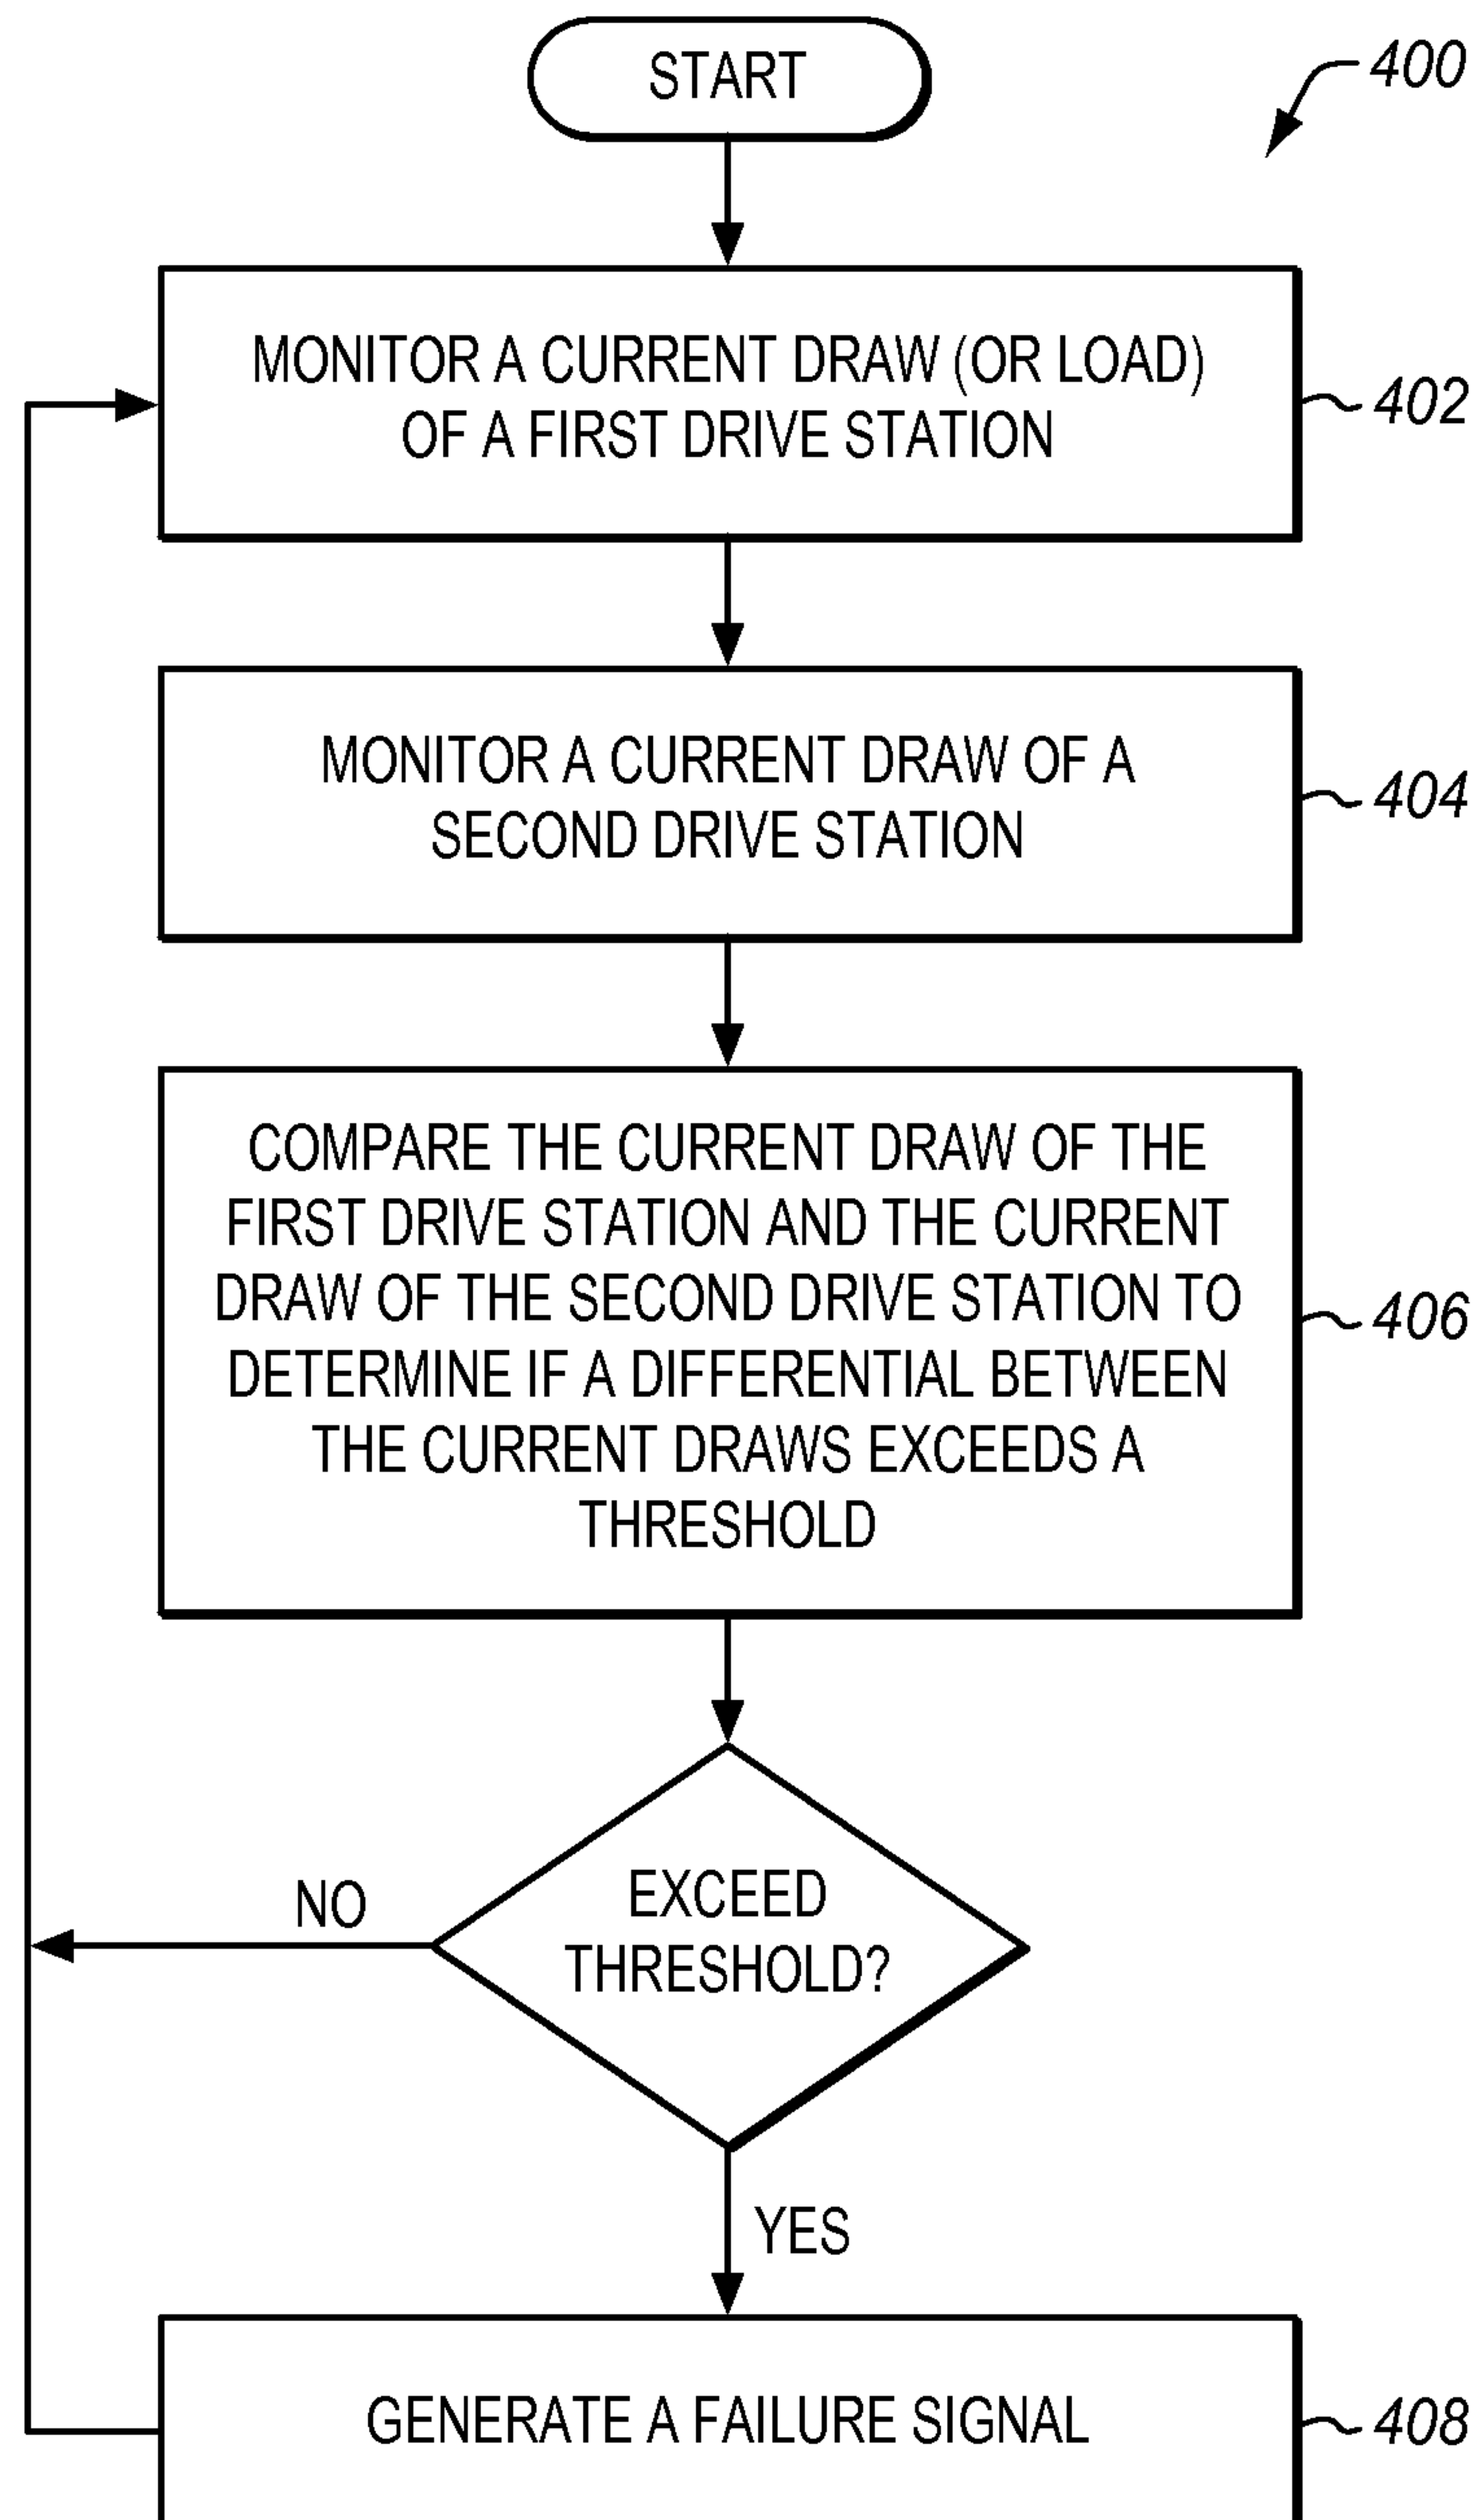 START
400
MONITOR A CURRENT DRAW (OR LOAD)
OF A FIRST DRIVE STATION
402
MONITOR A CURRENT DRAW OF A
SECOND DRIVE STATION
404
COMPARE THE CURRENT DRAW OF THE
FIRST DRIVE STATION AND THE CURRENT
DRAW OF THE SECOND DRIVE STATION TO
DETERMINE IF A DIFFERENTIAL BETWEEN
THE CURRENT DRAWS EXCEEDS A
THRESHOLD
406
EXCEED
THRESHOLD?
NO
YES
GENERATE A FAILURE SIGNAL
408